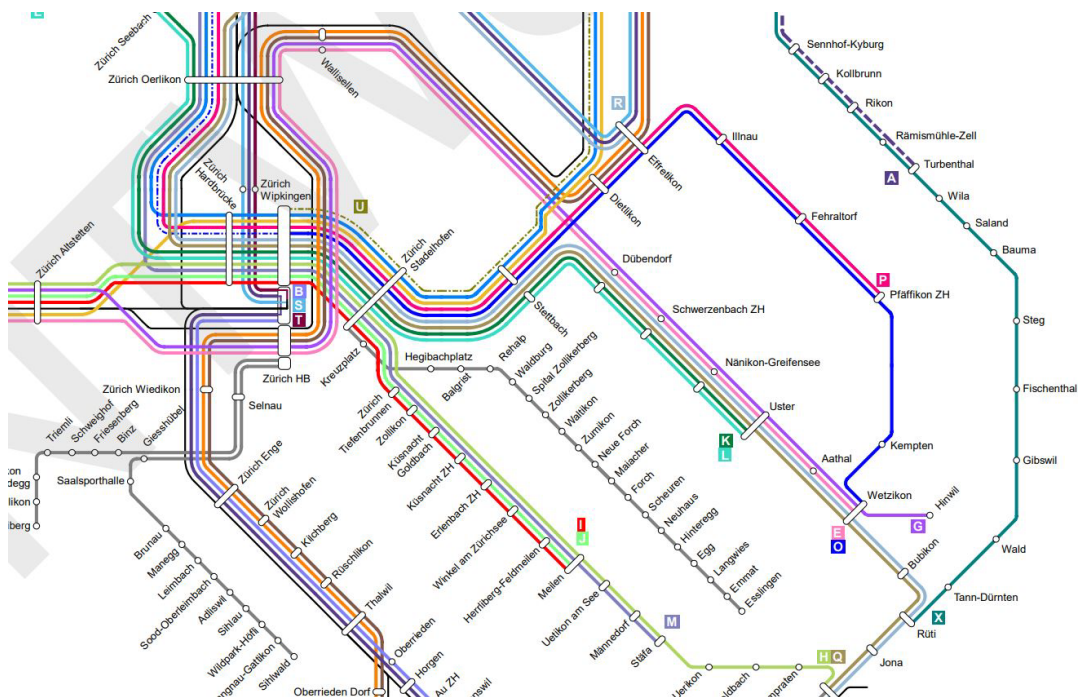 L
Zürich Seebach
Zürich Oerlikon
Wallisellen
Zürich
Hardbrücke
Zürich
Wipkingen
U
Zürich Altstetten
B
S
T
Zürich HB
Zürich
Stadelhofen
Stettbach
Dietlikon
Effretikon
R
Illnau
Fehraltorf
P
Pfäffikon ZH
Kempten
Wetzikon
Hinwil
G
E
O
Sennhof-Kyburg
Kollbrunn
Rikon
Rämismühle-Zell
Turbenthal
A
Wila
Saland
Bauma
Steg
Fischenthal
Gibswil
Wald
Tann-Dürnten
X
Rüti
Bubikon
Jona
H
Q
Dübendorf
Schwerzenbach ZH
Nänikon-Greifensee
Uster
K
L
Aathal
Kreuzplatz
Hegibachplatz
Balgrist
Rehalp
Waldburg
Spital Zollikerberg
Zollikerberg
Waltikon
Zumikon
Neue Forch
Maiacher
Forch
Scheuren
Neuhaus
Hinteregg
Egg
Langwies
Emmat
Esslingen
Zürich
Tiefenbrunnen
Zollikon
Küsnacht
Goldbach
Küsnacht ZH
Erlenbach ZH
Winkel am Zürichsee
Herrliberg-Feldmeilen
Meilen
I
J
Uetikon am See
Männedorf
M
Stäfa
Zürich Wiedikon
Selnau
Triemli
Schweighof
Friesenberg
Binz
Giesshübel
Saalsporthalle
Brunau
Manegg
Leimbach
Sood-Oberleimbach
Adliswil
Sihlau
Wildpark-Höfli
Sihlwald
Zürich Enge
Zürich
Wollishofen
Kilchberg
Rüschlikon
Thalwil
Oberrieden
Horgen
Au ZH
Oberrieden Dorf